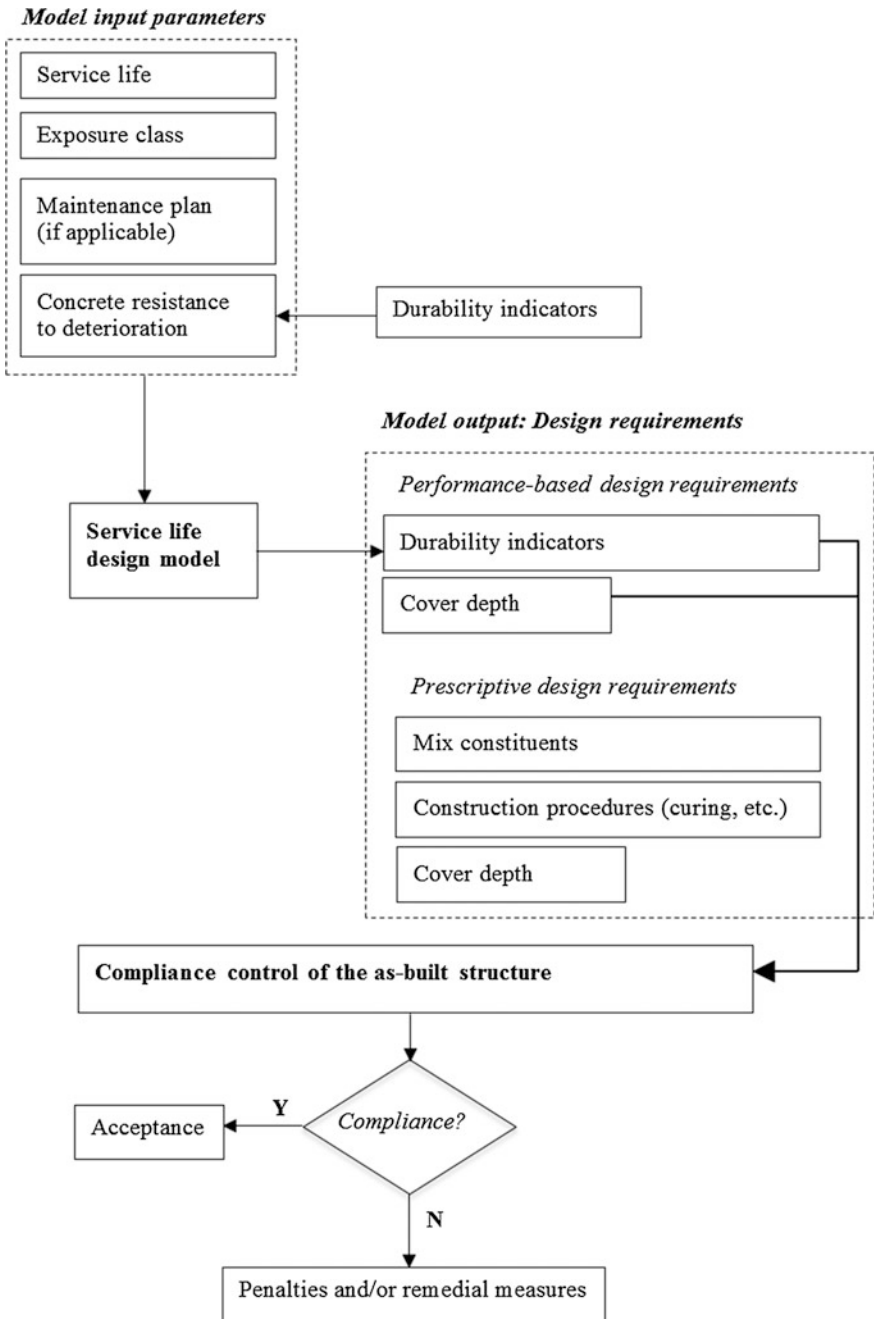 Model input parameters
Service life
Exposure class
Maintenance plan
(if applicable)
Concrete resistance
to deterioration
Durability indicators
Model output: Design requirements
Performance-based design requirements
Service life
design model
Durability indicators
Cover depth
Prescriptive design requirements
Mix constituents
Construction procedures (curing, etc.)
Cover depth
Compliance control of the as-built structure
Compliance?
Y
Acceptance
N
Penalties and/or remedial measures